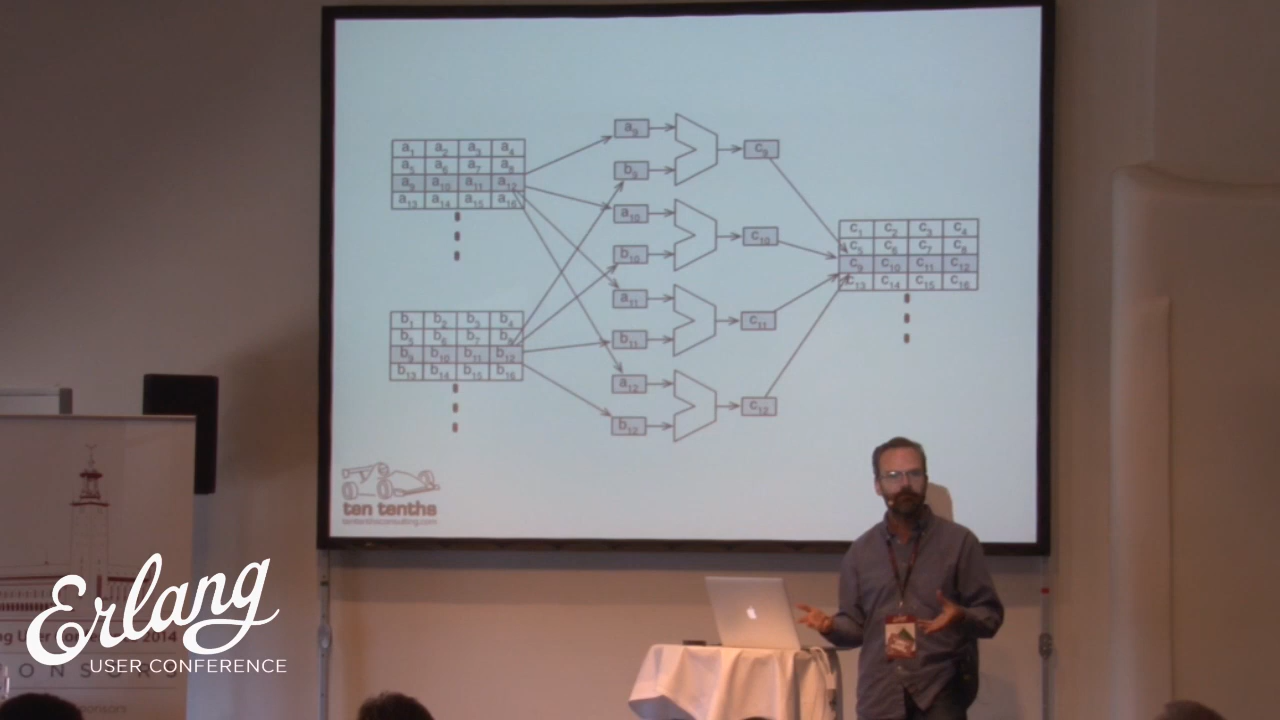 a₁ a₂ a₃ a₄
a₅ a₆ a₇ a₈
a₉ a₁₀ a₁₁ a₁₂
a₁₃ a₁₄ a₁₅ a₁₆
b₁ b₂ b₃ b₄
b₅ b₆ b₇ b₈
b₉ b₁₀ b₁₁ b₁₂
b₁₃ b₁₄ b₁₅ b₁₆
a₉
b₉
a₁₀
b₁₀
a₁₁
b₁₁
a₁₂
b₁₂
c₉
c₁₀
c₁₁
c₁₂
c₁ c₂ c₃ c₄
c₅ c₆ c₇ c₈
c₉ c₁₀ c₁₁ c₁₂
c₁₃ c₁₄ c₁₅ c₁₆
ten tenths
tententhsconsulting.com
Erlang
USER CONFERENCE
2014